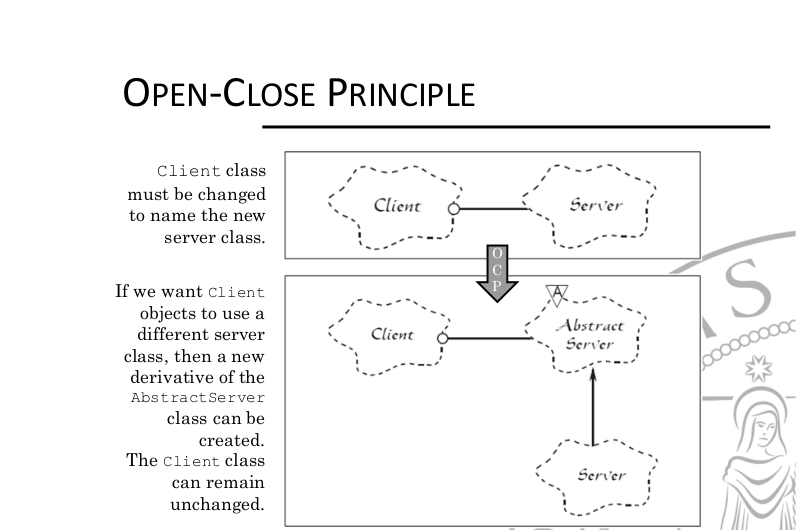 OPEN-CLOSE PRINCIPLE
Client class
must be changed
to name the new
server class.
Client
Server
O
C
P
If we want Client
objects to use a
different server
class, then a new
derivative of the
AbstractServer
class can be
created.
The Client class
can remain
unchanged.
Client
A
Abstract
Server
Server
AS